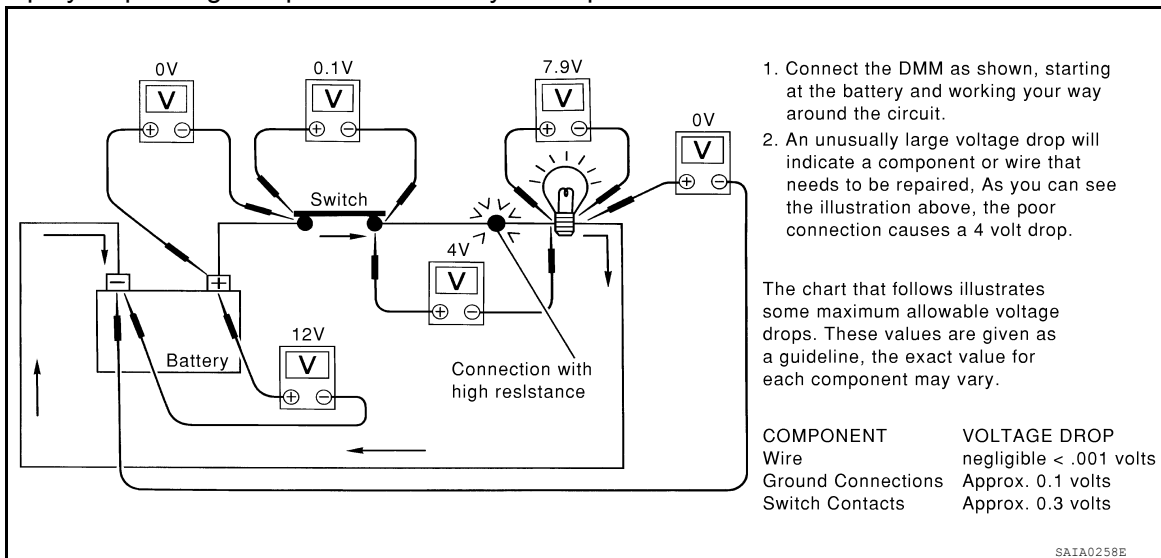 0V
0.1V
7.9V
0V
V
V
V
V
+ −
+ −
+ −
+ −
Switch
4V
V
+ −
− +
Battery
12V
V
+ −
Connection with
high resIstance
1. Connect the DMM as shown, starting
at the battery and working your way
around the circuit.
2. An unusually large voltage drop will
indicate a component or wire that
needs to be repaired, As you can see
the illustration above, the poor
connection causes a 4 volt drop.
The chart that follows illustrates
some maximum allowable voltage
drops. These values are given as
a guideline, the exact value for
each component may vary.
COMPONENT VOLTAGE DROP
Wire negligible < .001 volts
Ground Connections Approx. 0.1 volts
Switch Contacts Approx. 0.3 volts
SAIA0258E